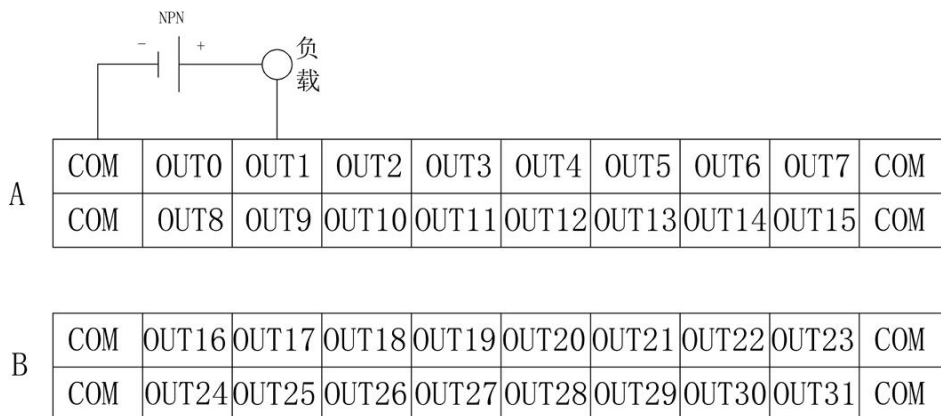 NPN
- +
负载
COM OUT0 OUT1 OUT2 OUT3 OUT4 OUT5 OUT6 OUT7 COM
A
COM OUT8 OUT9 OUT10 OUT11 OUT12 OUT13 OUT14 OUT15 COM
COM OUT16 OUT17 OUT18 OUT19 OUT20 OUT21 OUT22 OUT23 COM
B
COM OUT24 OUT25 OUT26 OUT27 OUT28 OUT29 OUT30 OUT31 COM